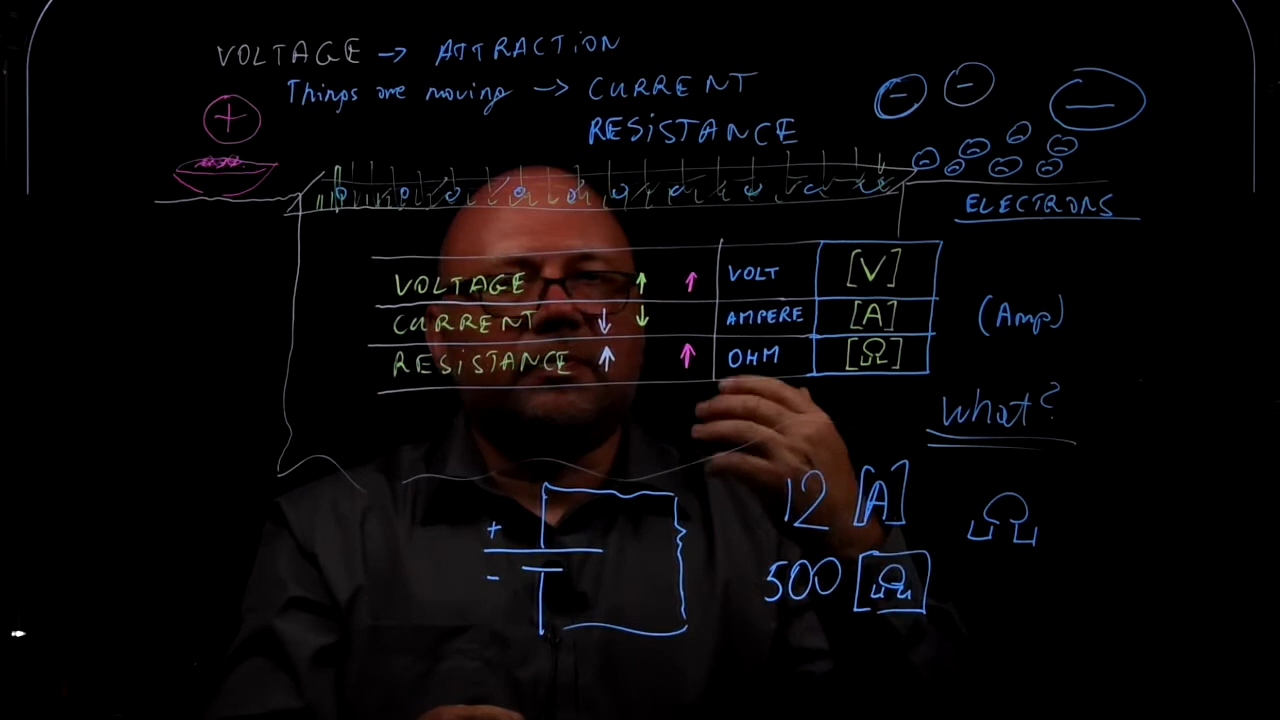 VOLTAGE → ATTRACTION
Things are moving → CURRENT
RESISTANCE
+
- - -
- - - - - - - -
ELECTRONS
VOLTAGE ↑ ↑ VOLT [V]
CURRENT ↓ ↓ AMPERE [A] (Amp)
RESISTANCE ↑ ↑ OHM [Ω]
What?
12 [A]
Ω
+
-
500 [Ω]